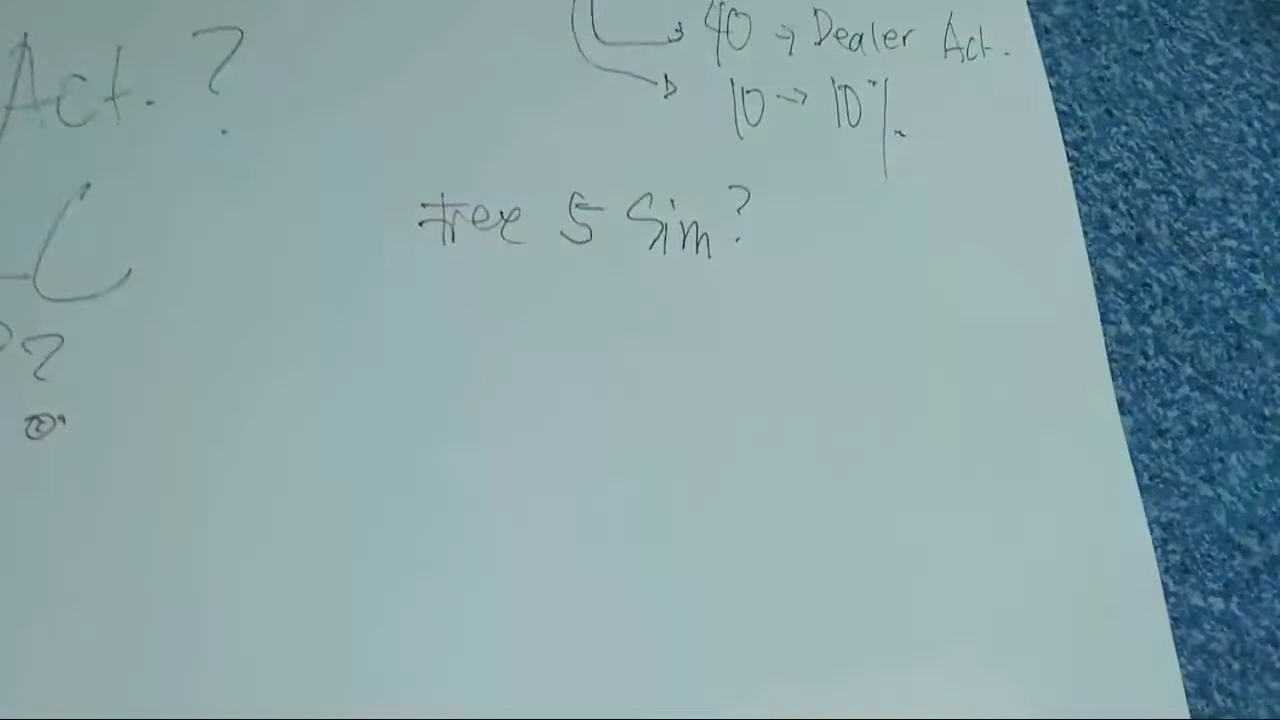 40 → Dealer Act.
Act. ?
10 → 10%
Free 5 Sim?
C
?